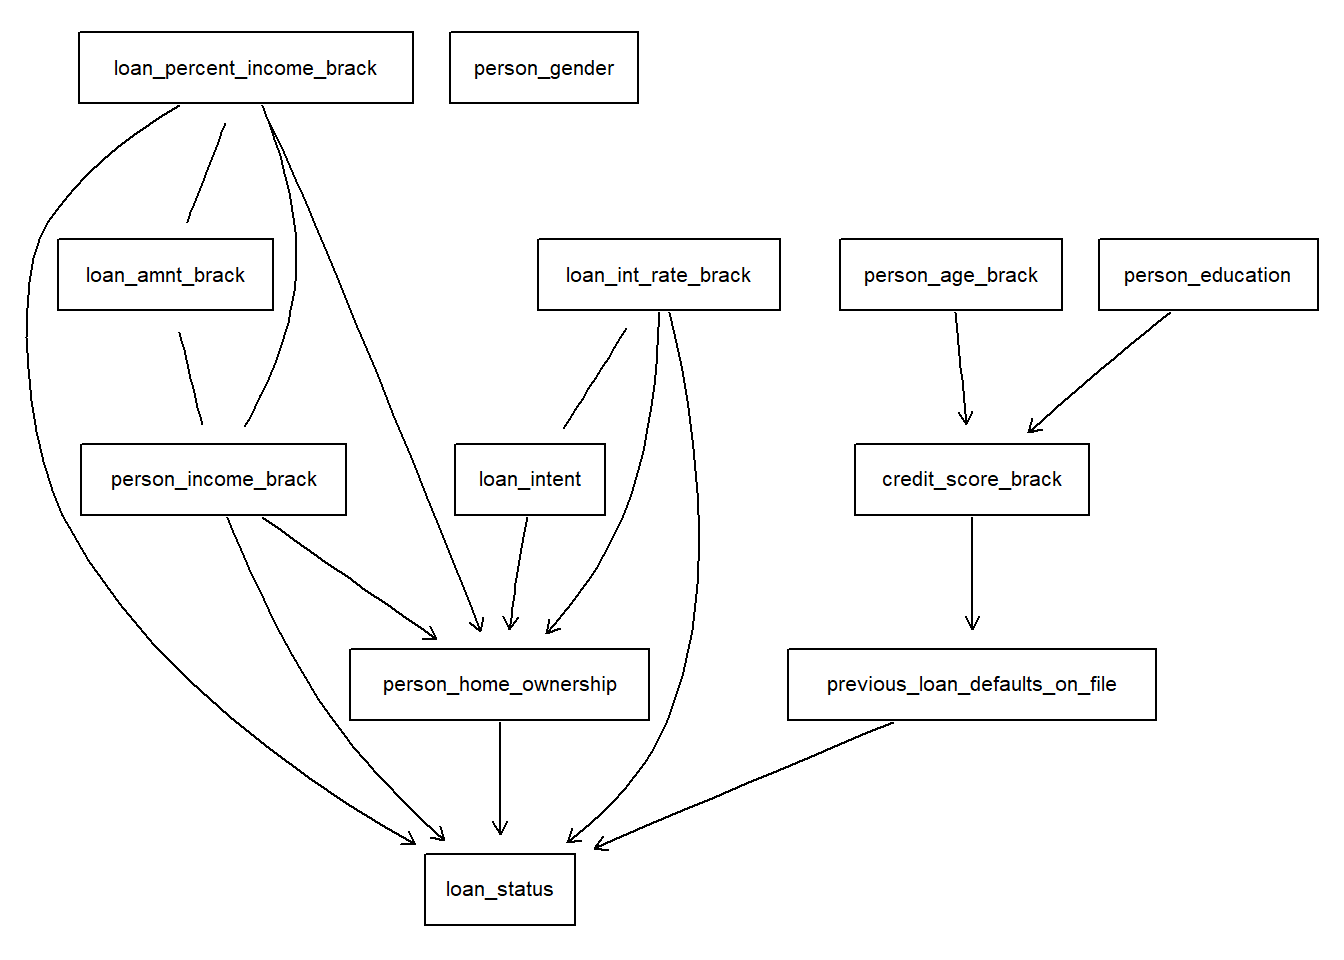 loan_percent_income_brack
person_gender
loan_amnt_brack
loan_int_rate_brack
person_age_brack
person_education
person_income_brack
loan_intent
credit_score_brack
person_home_ownership
previous_loan_defaults_on_file
loan_status